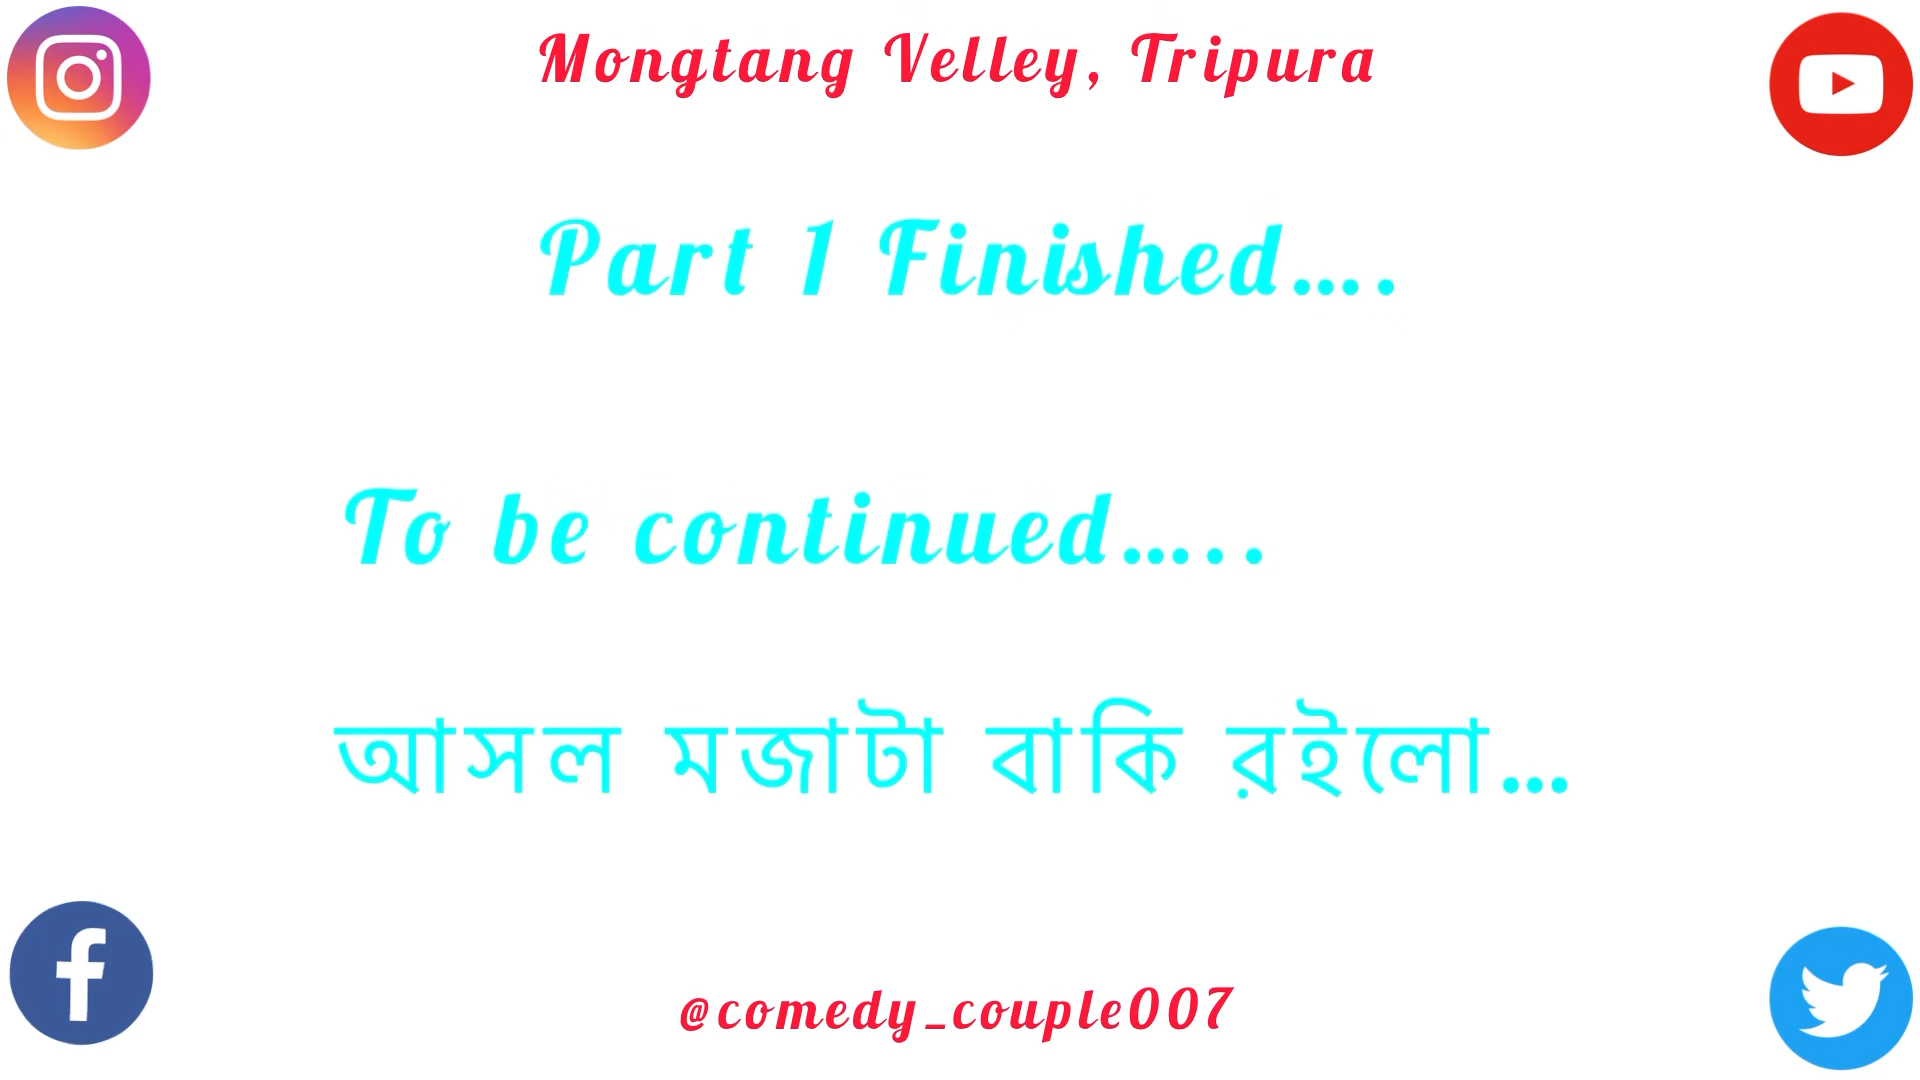 Mongtang Velley, Tripura
Part 1 Finished....
To be continued.....
আসল মজাটা বাকি রইলো...
@comedy_couple007